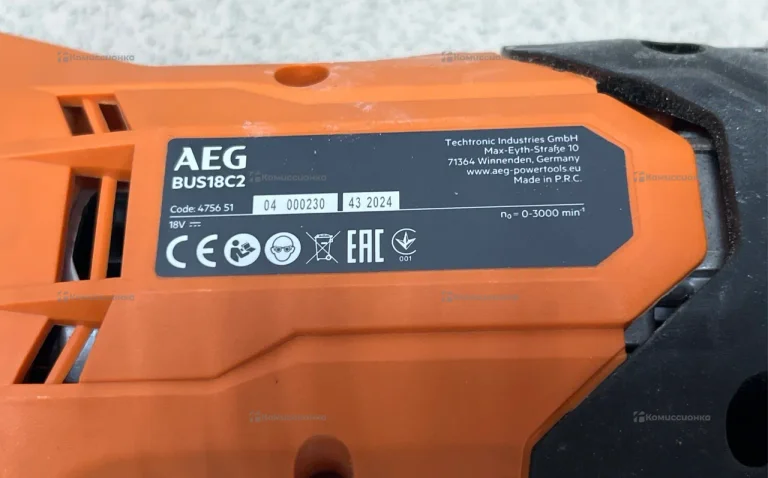 AEG
BUS18C2
Code: 4756 51
04 000230
43 2024
18V
Techtronic Industries GmbH
Max-Eyth-Straße 10
71364 Winnenden, Germany
www.aeg-powertools.eu
Made in P.R.C.
n₀ = 0-3000 min⁻¹
CE
EAC
001
Комиссионка
Комиссионка
Комиссионка
Комиссионка
Комиссионка
Комиссионка
Комиссионка
Комиссионка